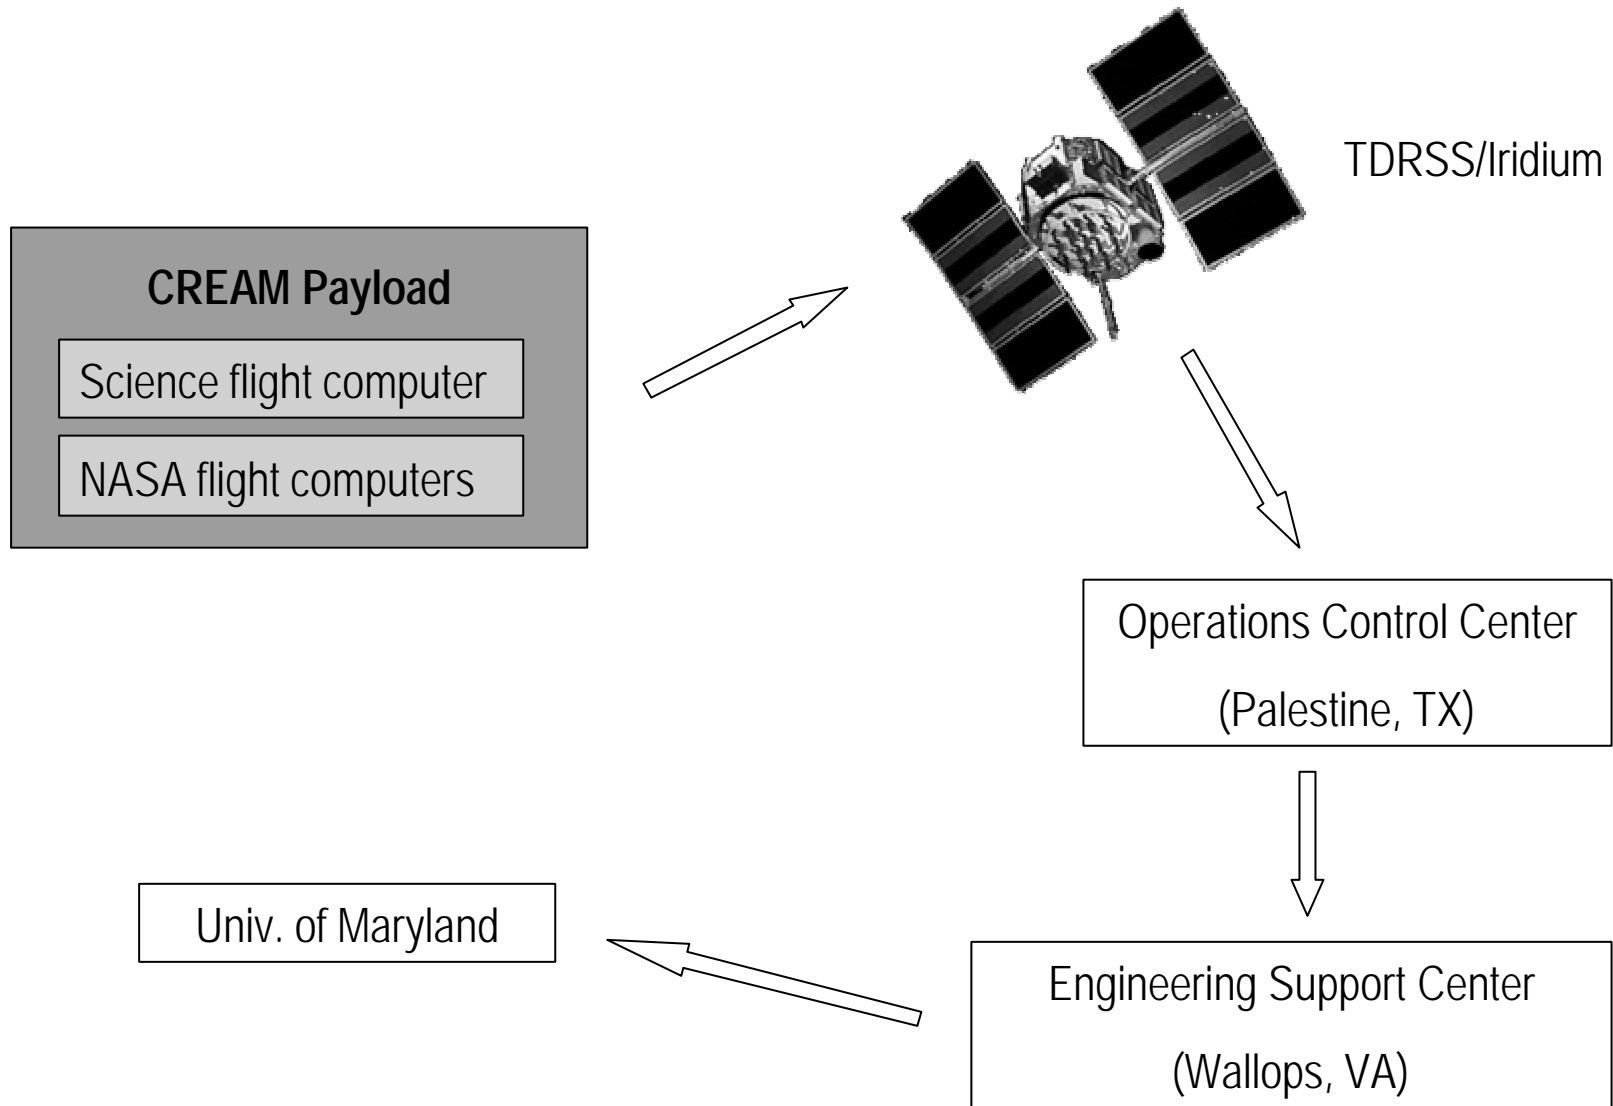 TDRSS/Iridium
CREAM Payload
Science flight computer
NASA flight computers
Operations Control Center
(Palestine, TX)
Univ. of Maryland
Engineering Support Center
(Wallops, VA)